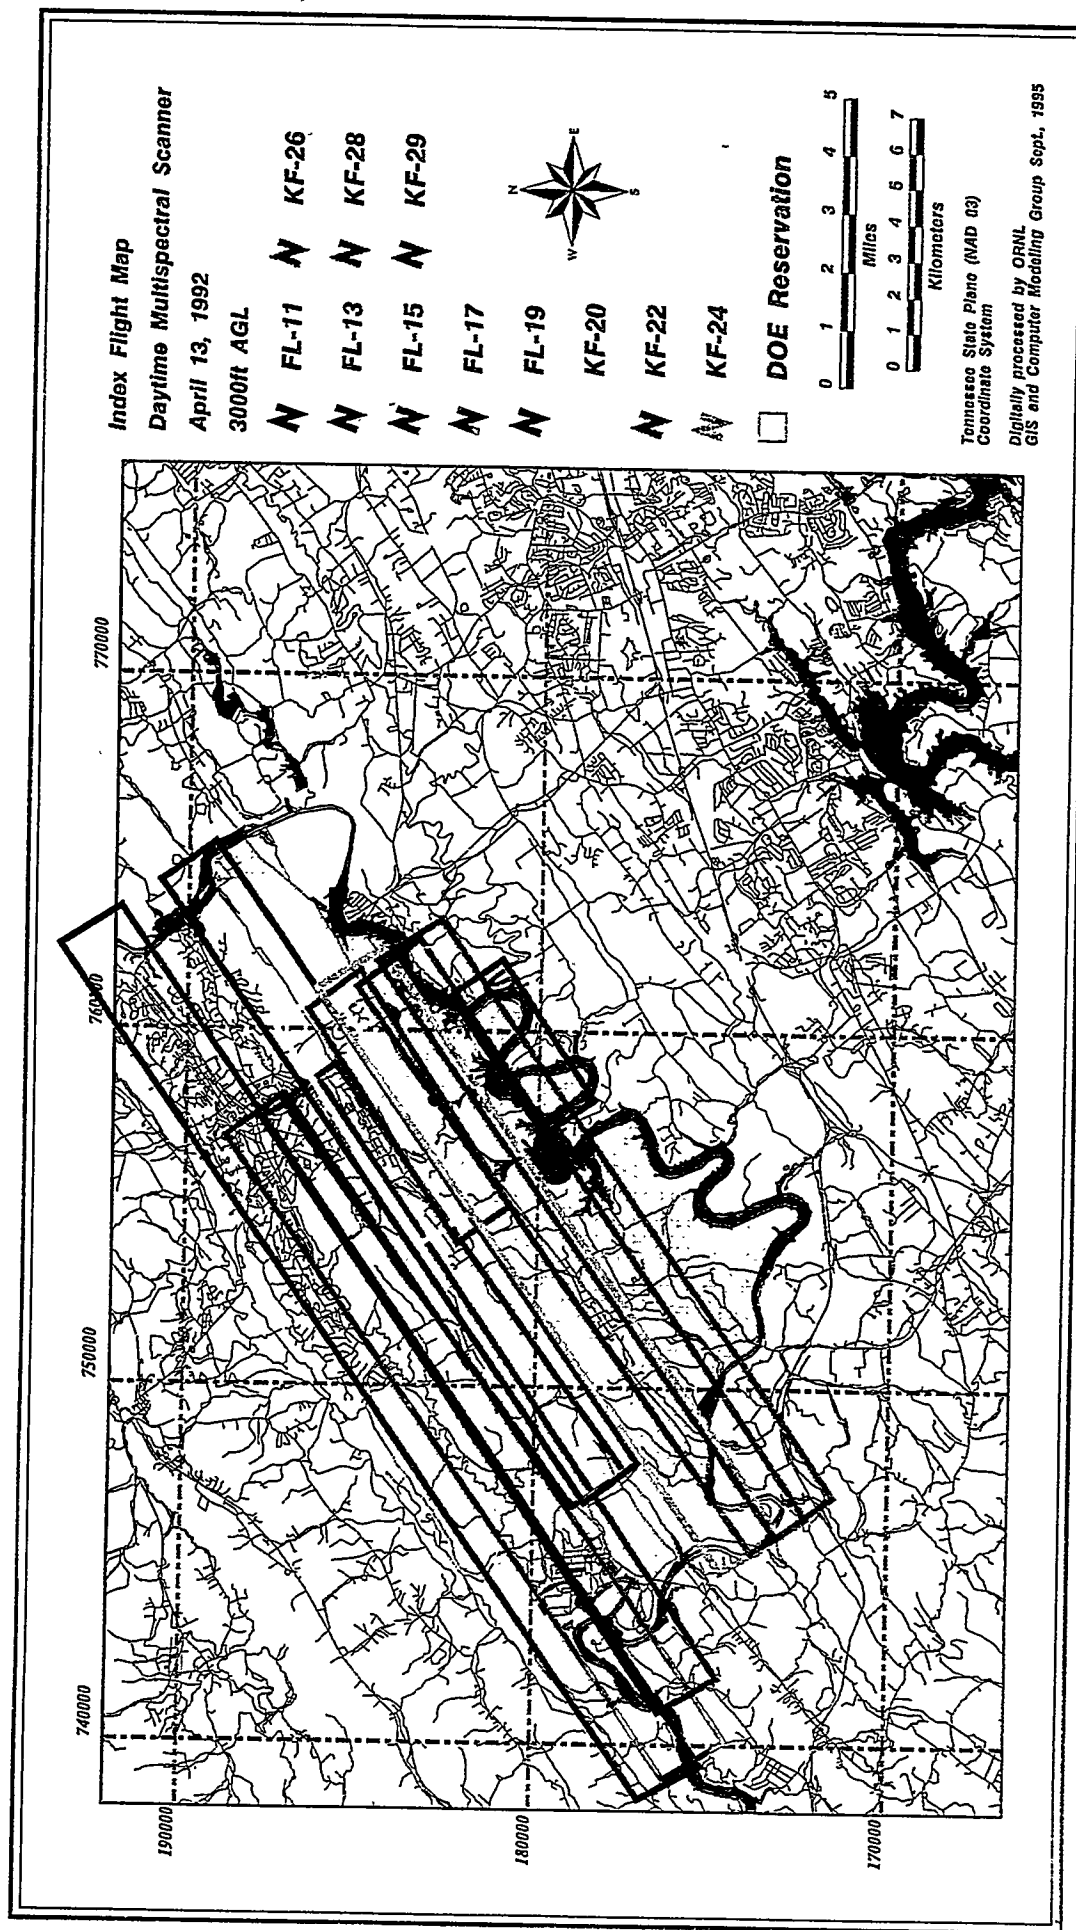 Index Flight Map
Daytime Multispectral Scanner
April 13, 1992
3000ft AGL
FL-11
KF-26
FL-13
KF-28
FL-15
KF-29
FL-17
FL-19
KF-20
KF-22
KF-24
DOE Reservation
N
W
E
S
0 1 2 3 4 5
Miles
0 1 2 3 4 5 6 7
Kilometers
Tennessee State Plane (NAD 83)
Coordinate System
Digitally processed by ORNL
GIS and Computer Modeling Group Sept., 1995
740000
750000
760000
770000
190000
180000
170000